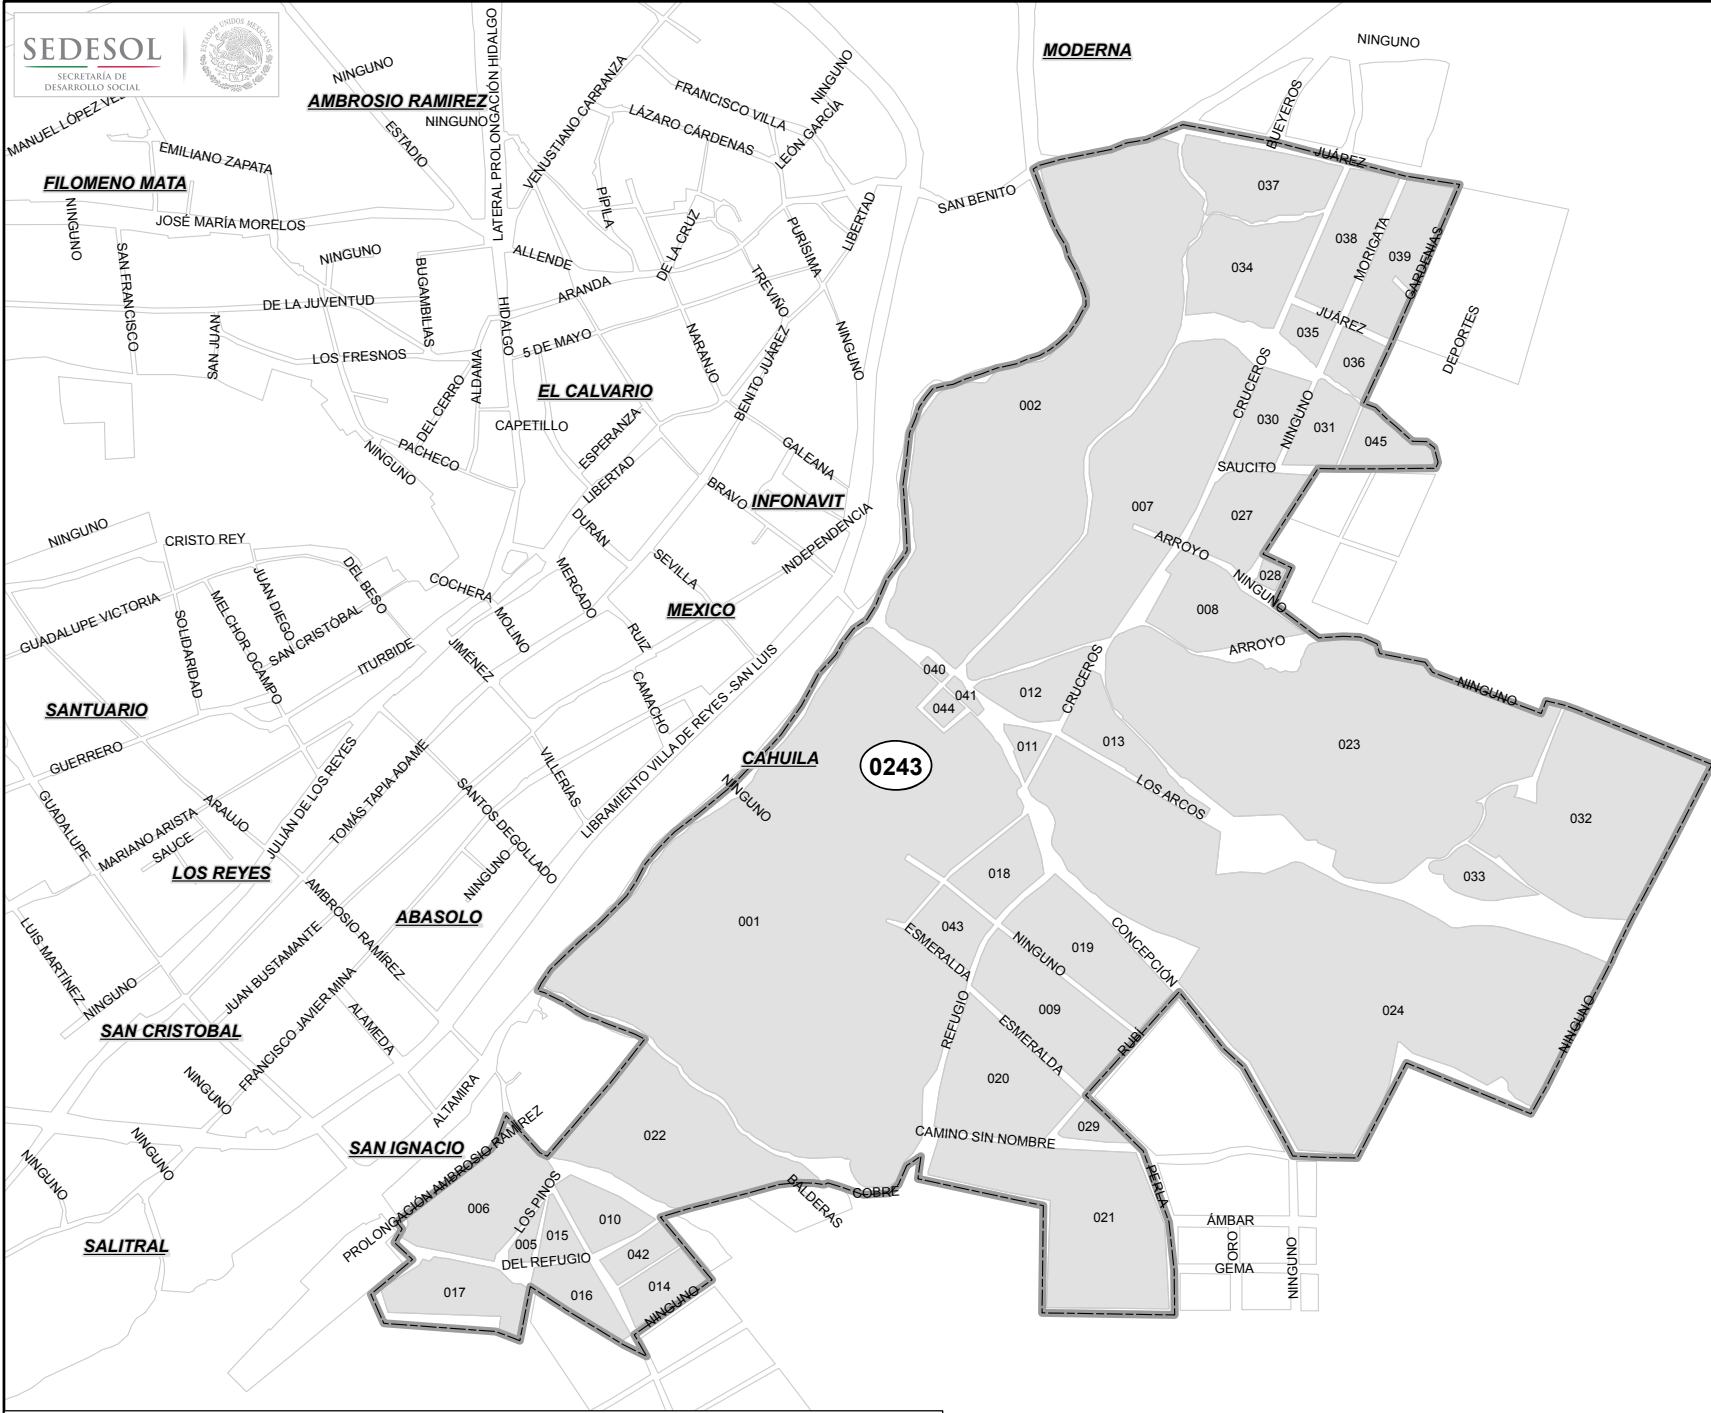 SEDESOL
SECRETARÍA DE
DESARROLLO SOCIAL
ESTADOS UNIDOS MEXICANOS
MODERNA
NINGUNO
NINGUNO
AMBROSIO RAMIREZ
NINGUNO
ESTADIO
LATERAL PROLONGACIÓN HIDALGO
VENUSTIANO CARRANZA
FRANCISCO VILLA
LÁZARO CÁRDENAS
NINGUNO
LEÓN GARCÍA
BUEYEROS
JUÁREZ
MANUEL LÓPEZ
EMILIANO ZAPATA
FILOMENO MATA
NINGUNO
JOSÉ MARÍA MORELOS
SAN FRANCISCO
NINGUNO
BUGAMBILIAS
ALLENDE
PÍPILA
DE LA CRUZ
PURÍSIMA
LIBERTAD
SAN BENITO
037
038
MORIGATA
039
GARDENIAS
034
JUÁREZ
035
036
DEPORTES
DE LA JUVENTUD
SAN JUAN
LOS FRESNOS
HIDALGO
ARANDA
5 DE MAYO
TREVIÑO
NARANJO
BENITO JUÁREZ
NINGUNO
ALDAMA
DEL CERRO
EL CALVARIO
CAPETILLO
ESPERANZA
PACHECO
NINGUNO
LIBERTAD
GALEANA
BRAVO
INFONAVIT
INDEPENDENCIA
002
CRUCEROS
030
NINGUNO
031
045
SAUCITO
007
027
ARROYO
NINGUNO
028
008
ARROYO
NINGUNO
CRISTO REY
DURÁN
SEVILLA
MERCADO
MEXICO
RUIZ
CAMACHO
COCHERA
MOLINO
DEL BESO
JUAN DIEGO
MELCHOR OCAMPO
SAN CRISTÓBAL
GUADALUPE VICTORIA
SOLIDARIDAD
ITURBIDE
JIMÉNEZ
SANTUARIO
GUERRERO
LIBRAMIENTO VILLA DE REYES -SAN LUIS
040
041
044
012
CRUCEROS
NINGUNO
011
013
023
LOS ARCOS
032
033
CAHUILA
0243
NINGUNO
VILLERÍAS
SANTOS DEGOLLADO
TOMÁS TAPIA ADAME
JULIÁN DE LOS REYES
ARAUJO
GUADALUPE
MARIANO ARISTA
SAUCE
LOS REYES
NINGUNO
ABASOLO
AMBROSIO RAMÍREZ
LUIS MARTÍNEZ
NINGUNO
JUAN BUSTAMANTE
FRANCISCO JAVIER MINA
ALAMEDA
SAN CRISTOBAL
NINGUNO
001
018
043
ESMERALDA
NINGUNO
019
CONCEPCIÓN
009
REFUGIO
ESMERALDA
RUBÍ
024
NINGUNO
020
029
CAMINO SIN NOMBRE
PERLA
021
ÁMBAR
ORO
GEMA
NINGUNO
022
COBRE
BALDERAS
ALTAMIRA
SAN IGNACIO
PROLONGACIÓN AMBROSIO RAMÍREZ
NINGUNO
NINGUNO
SALITRAL
006
LOS PINOS
005
015
010
DEL REFUGIO
042
014
017
016
NINGUNO